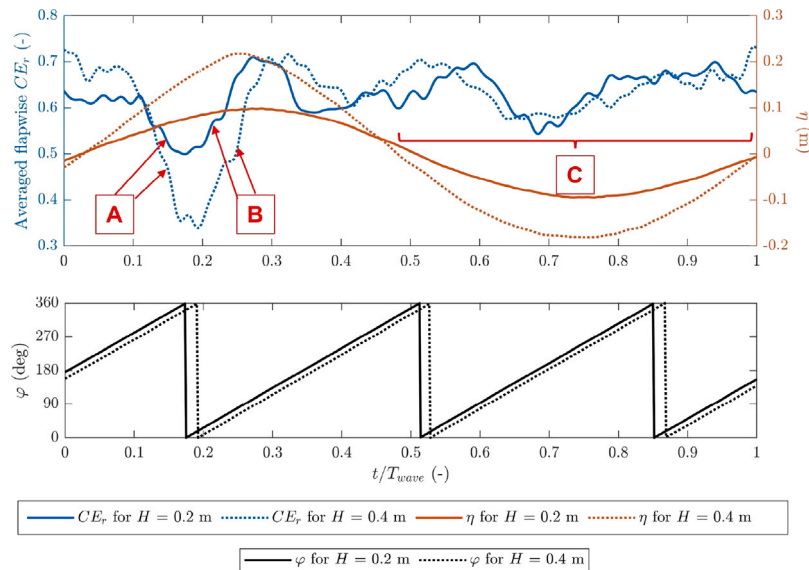 0.8 0.3
0.7 0.2
0.6 0.1
0.5 0
0.4 -0.1
0.3 -0.2
Averaged flapwise CE_r (-)
η (m)
A B C
0 0.1 0.2 0.3 0.4 0.5 0.6 0.7 0.8 0.9 1
360
270
180
90
0
φ (deg)
0 0.1 0.2 0.3 0.4 0.5 0.6 0.7 0.8 0.9 1
t/T_wave (-)
CE_r for H = 0.2 m CE_r for H = 0.4 m η for H = 0.2 m η for H = 0.4 m
φ for H = 0.2 m φ for H = 0.4 m